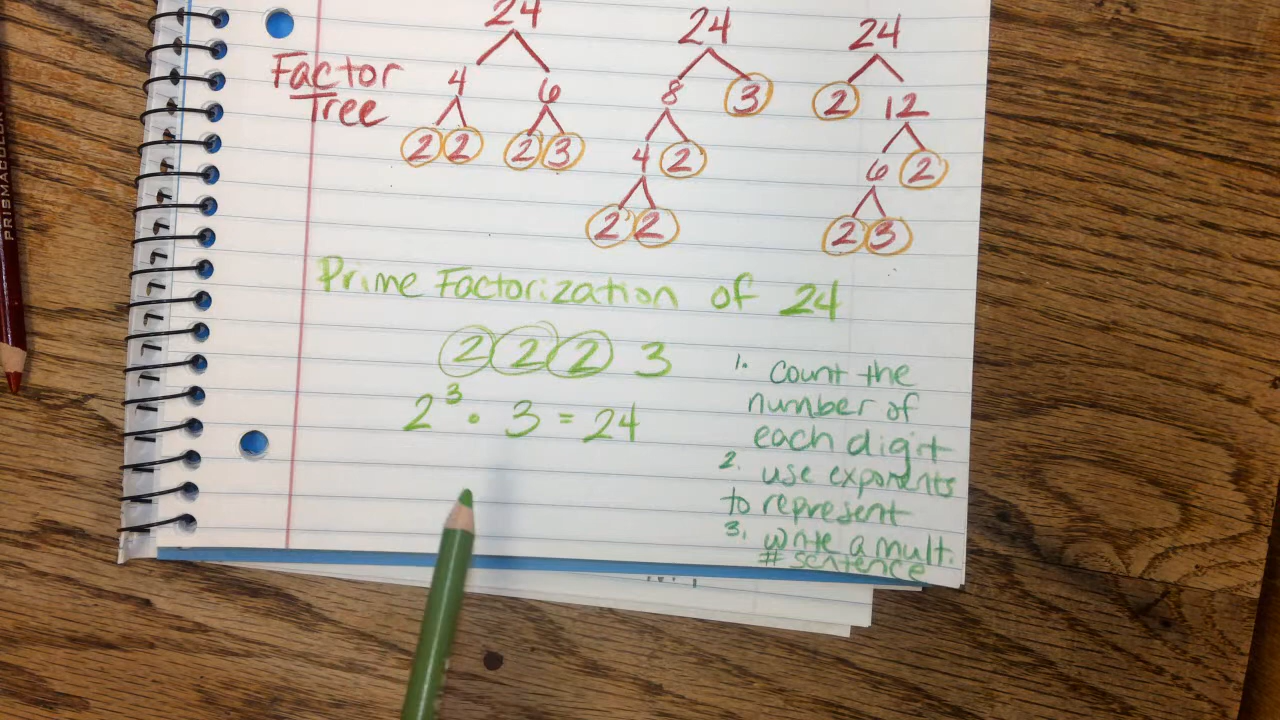 24 24 24
Factor
Tree
4 6 8 3 2 12
2 2 2 3 4 2 6 2
2 2 2 3
Prime Factorization of 24
2 2 2 3
2³ · 3 = 24
1. count the
number of
each digit
2. use exponents
to represent
3. write a mult.
# sentence
PRISMACOLOR